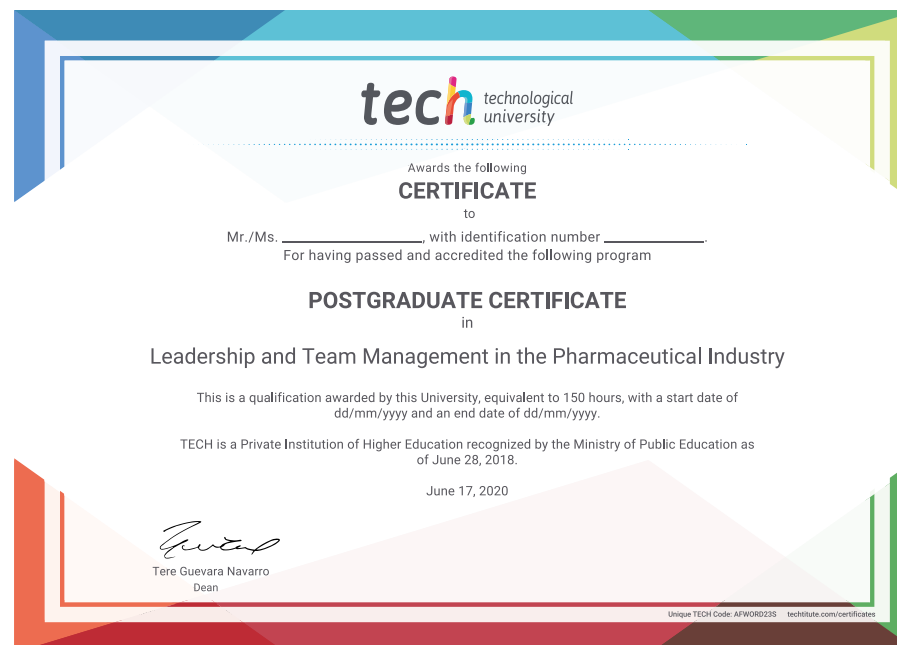 tech technological
university
Awards the following
CERTIFICATE
to
Mr./Ms. ____________, with identification number ____________.
For having passed and accredited the following program
POSTGRADUATE CERTIFICATE
in
Leadership and Team Management in the Pharmaceutical Industry
This is a qualification awarded by this University, equivalent to 150 hours, with a start date of
dd/mm/yyyy and an end date of dd/mm/yyyy.
TECH is a Private Institution of Higher Education recognized by the Ministry of Public Education as
of June 28, 2018.
June 17, 2020
Tere Guevara Navarro
Dean
Unique TECH Code: AFWORD23S techtitute.com/certificates